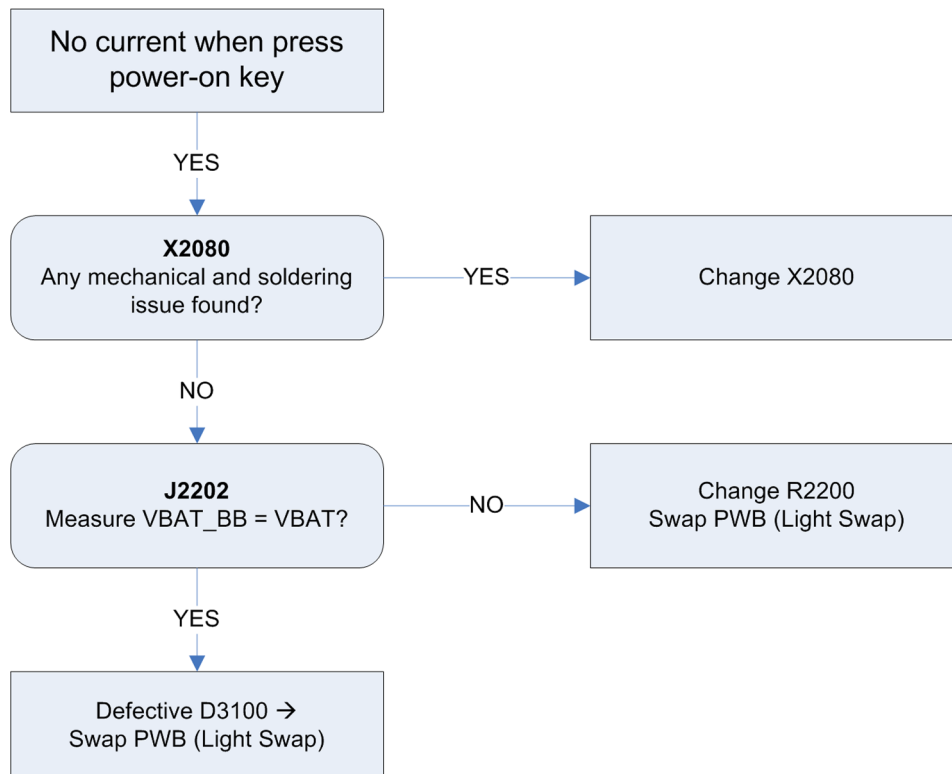 No current when press
power-on key
YES
X2080
Any mechanical and soldering
issue found?
YES
Change X2080
NO
J2202
Measure VBAT_BB = VBAT?
NO
Change R2200
Swap PWB (Light Swap)
YES
Defective D3100 →
Swap PWB (Light Swap)